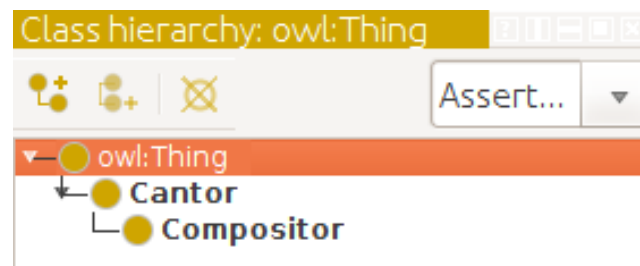 Class hierarchy: owl:Thing
Assert...
owl:Thing
Cantor
Compositor